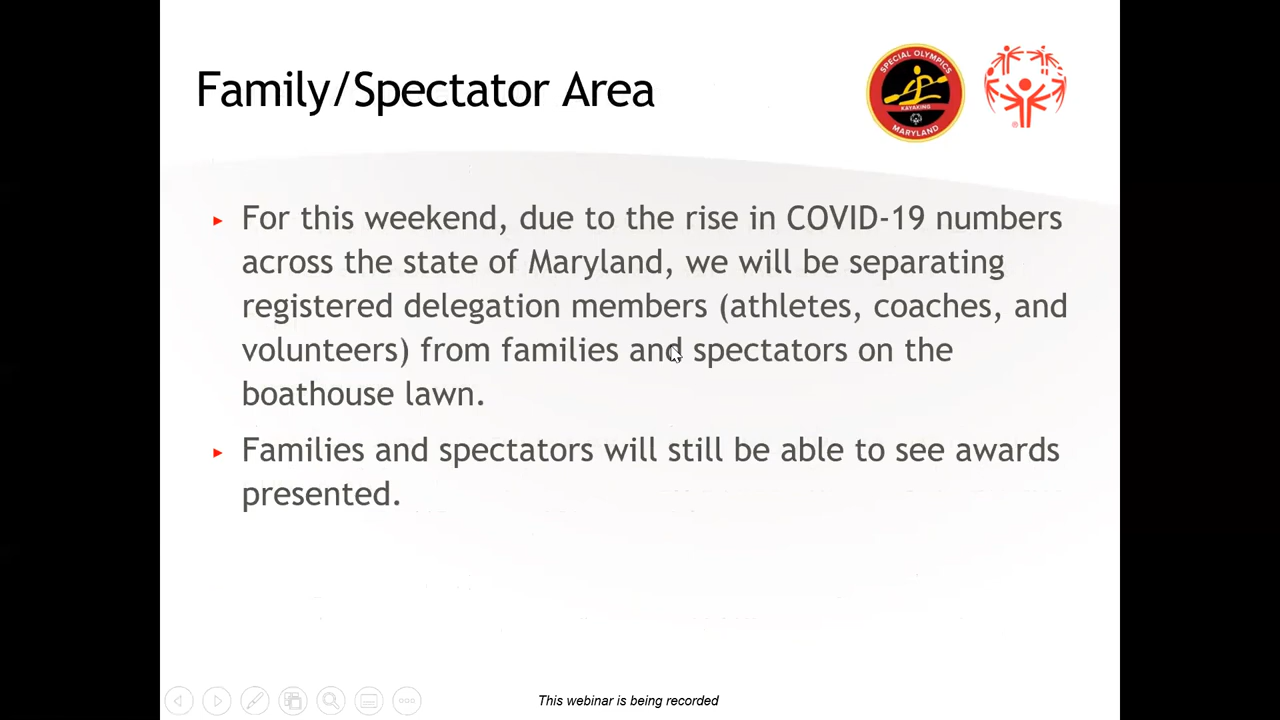 Family/Spectator Area
SPECIAL OLYMPICS
KAYAKING
MARYLAND
®
► For this weekend, due to the rise in COVID-19 numbers
across the state of Maryland, we will be separating
registered delegation members (athletes, coaches, and
volunteers) from families and spectators on the
boathouse lawn.
► Families and spectators will still be able to see awards
presented.
This webinar is being recorded